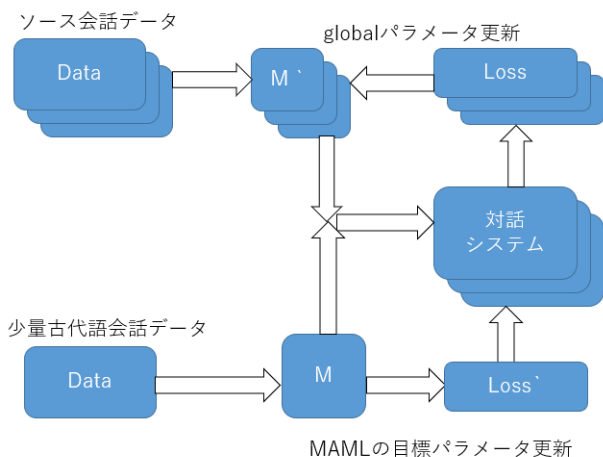 ソース会話データ
globalパラメータ更新
Data
M`
Loss
対話
システム
少量古代語会話データ
Data
M
Loss`
MAMLの目標パラメータ更新